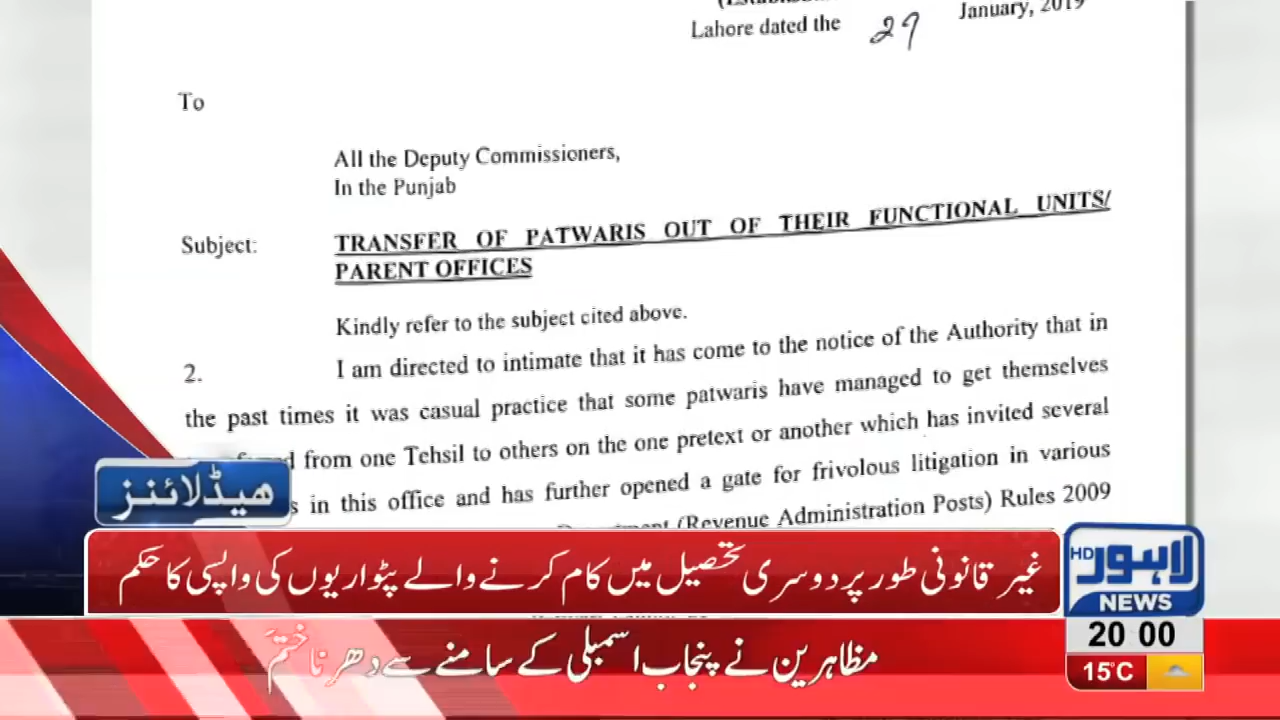 Lahore dated the 29 January, 2019
To
All the Deputy Commissioners,
In the Punjab
Subject: TRANSFER OF PATWARIS OUT OF THEIR FUNCTIONAL UNITS/
PARENT OFFICES
Kindly refer to the subject cited above.
2. I am directed to intimate that it has come to the notice of the Authority that in
the past times it was casual practice that some patwaris have managed to get themselves
from one Tehsil to others on the one pretext or another which has invited several
in this office and has further opened a gate for frivolous litigation in various
(Revenue Administration Posts) Rules 2009
ہیڈلائنز
غیر قانونی طور پر دوسری تحصیل میں کام کرنے والے پٹواریوں کی واپسی کا حکم
HD لاہور
NEWS
20 00
مظاہرین نے پنجاب اسمبلی کے سامنے سے دھرنا ختم
15°C